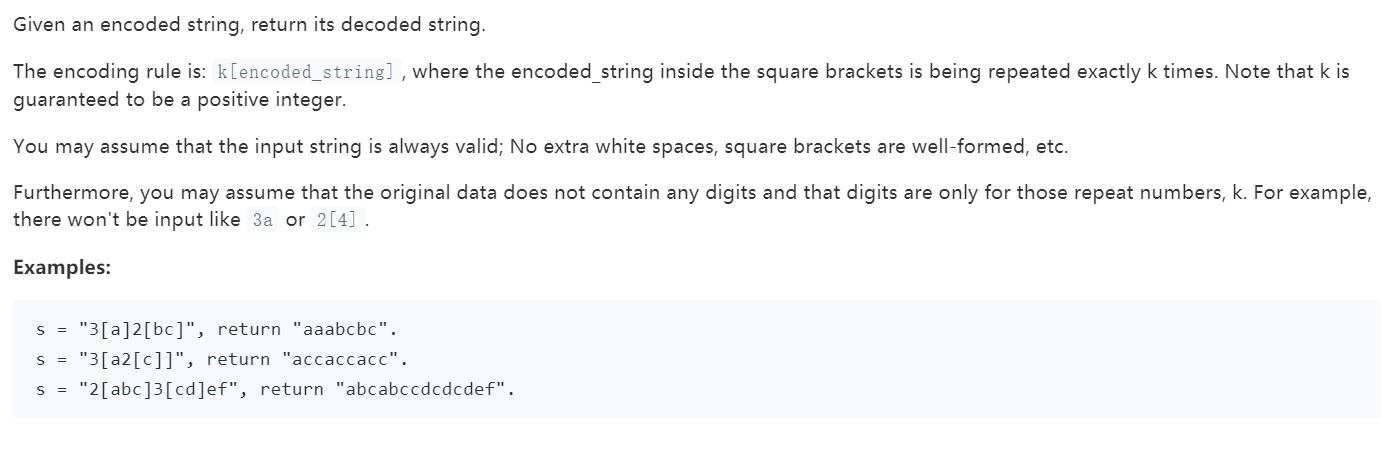 Given an encoded string, return its decoded string.
The encoding rule is: k[encoded_string] , where the encoded_string inside the square brackets is being repeated exactly k times. Note that k is
guaranteed to be a positive integer.
You may assume that the input string is always valid; No extra white spaces, square brackets are well-formed, etc.
Furthermore, you may assume that the original data does not contain any digits and that digits are only for those repeat numbers, k. For example,
there won't be input like 3a or 2[4] .
Examples:
s = "3[a]2[bc]", return "aaabcbc".
s = "3[a2[c]]", return "accaccacc".
s = "2[abc]3[cd]ef", return "abcabccdcdcdef".